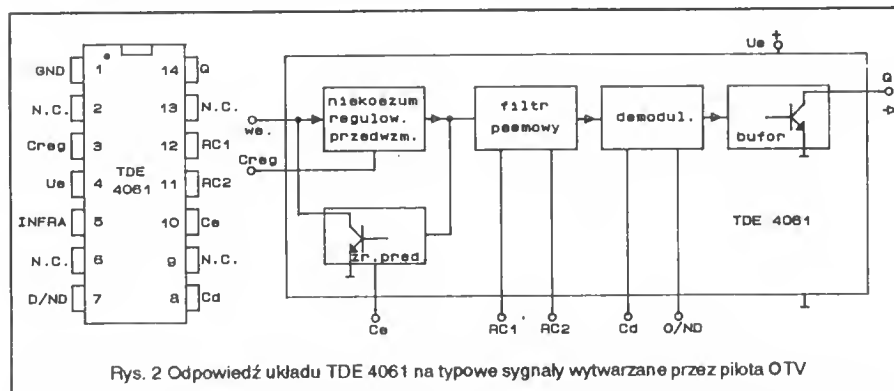 GND 1 14 Q
N.C. 2 13 N.C.
Creg 3 12 RC1
Ue 4 11 RC2
INFRA 5 10 Ce
N.C. 6 9 N.C.
D/ND 7 8 Cd
TDE
4061
Ue +
we.
Creg
niskoszum
regulow.
przedwzm.
filtr
pasmowy
demodul.
bufor
Q
zr.pred.
TDE 4061
Ce
RC1
RC2
Cd
O/ND
Rys. 2 Odpowiedź układu TDE 4061 na typowe sygnały wytwarzane przez pilota OTV